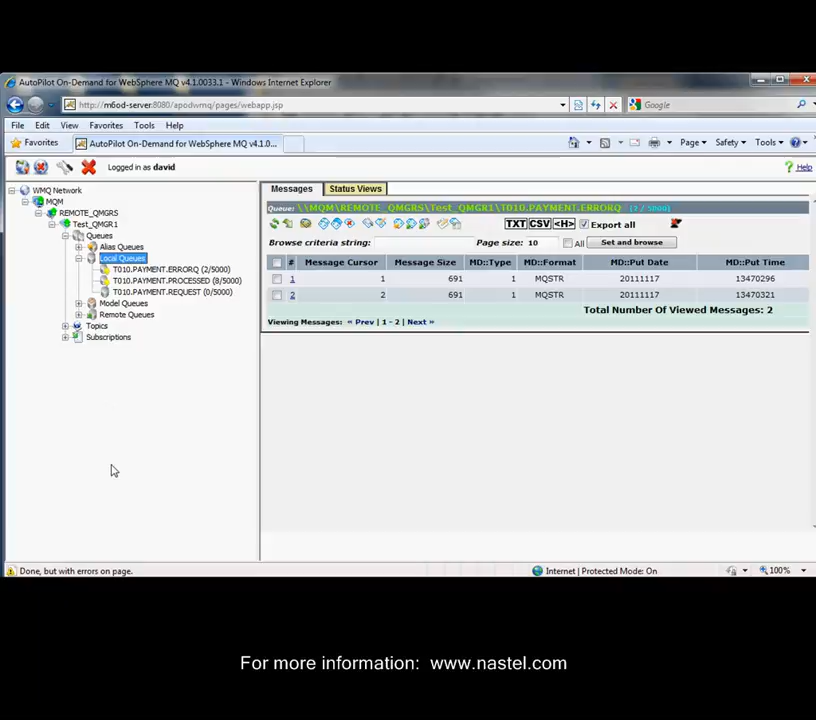 AutoPilot On-Demand for WebSphere MQ v4.1.0033.1 - Windows Internet Explorer
http://m6od-server:8080/apodwmq/pages/webapp.jsp
Google
File Edit View Favorites Tools Help
Favorites AutoPilot On-Demand for WebSphere MQ v4.1.0... Page Safety Tools
Logged in as david Help
WMQ Network
MQM
REMOTE_QMGRS
Test_QMGR1
Queues
Alias Queues
Local Queues
T010.PAYMENT.ERRORQ (2/5000)
T010.PAYMENT.PROCESSED (8/5000)
T010.PAYMENT.REQUEST (0/5000)
Model Queues
Remote Queues
Topics
Subscriptions
Messages Status Views
Queue: \\MQM\REMOTE_QMGRS\Test_QMGR1\T010.PAYMENT.ERRORQ
TXT CSV <H> Export all
Browse criteria string: Page size: 10 All Set and browse
# Message Cursor Message Size MD::Type MD::Format MD::Put Date MD::Put Time
1 1 691 1 MQSTR 20111117 13470296
2 2 691 1 MQSTR 20111117 13470321
Total Number Of Viewed Messages: 2
Viewing Messages: « Prev | 1 - 2 | Next »
Done, but with errors on page. Internet | Protected Mode: On 100%
For more information: www.nastel.com